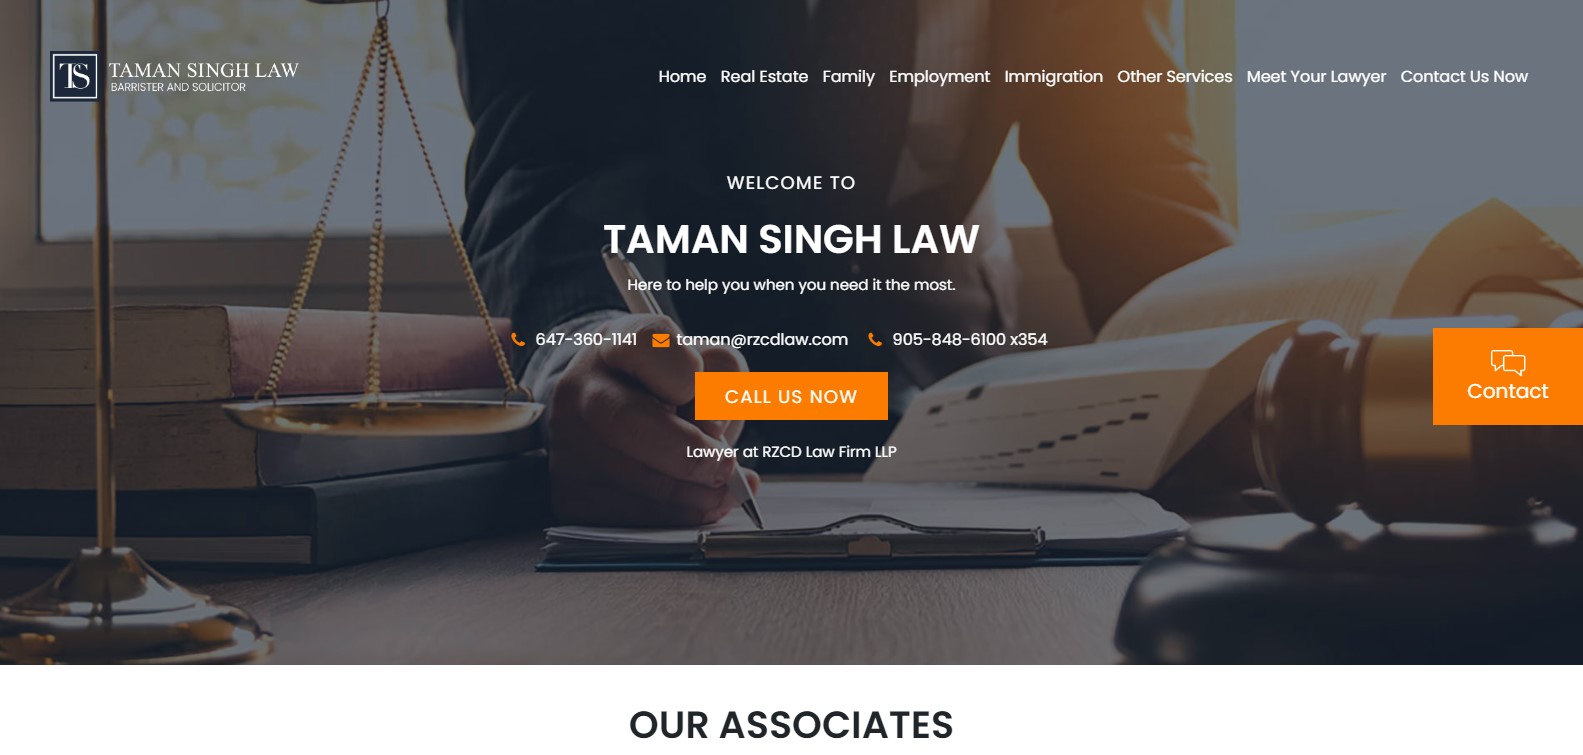 TS
TAMAN SINGH LAW
BARRISTER AND SOLICITOR
Home Real Estate Family Employment Immigration Other Services Meet Your Lawyer Contact Us Now
WELCOME TO
TAMAN SINGH LAW
Here to help you when you need it the most.
647-360-1141 taman@rzcdlaw.com 905-848-6100 x354
CALL US NOW
Contact
Lawyer at RZCD Law Firm LLP
OUR ASSOCIATES